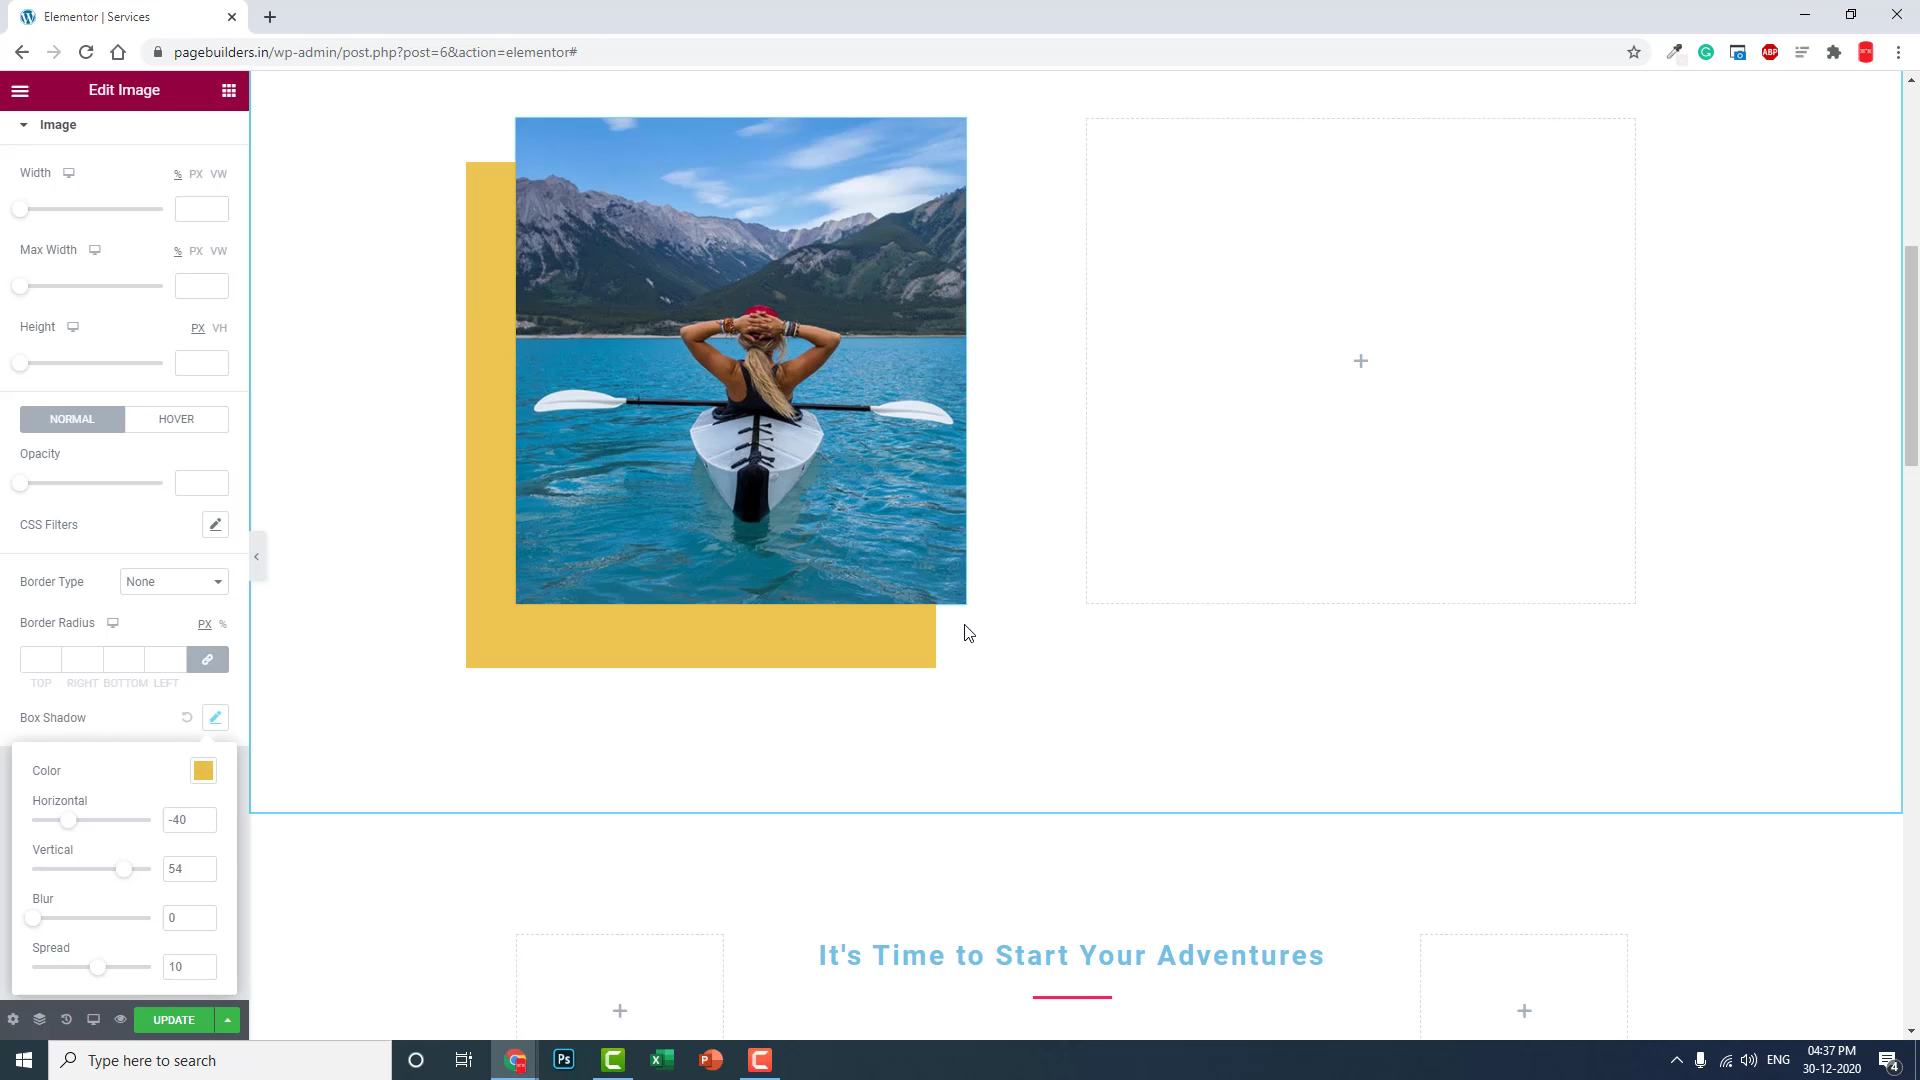 Elementor | Services
pagebuilders.in/wp-admin/post.php?post=6&action=elementor#
ABP
Edit Image
Image
Width
% PX VW
Max Width
% PX VW
Height
PX VH
NORMAL HOVER
Opacity
CSS Filters
Border Type
None
Border Radius
PX %
TOP RIGHT BOTTOM LEFT
Box Shadow
Color
Horizontal
-40
Vertical
54
Blur
0
Spread
10
UPDATE
It's Time to Start Your Adventures
Type here to search
Ps
ENG
04:37 PM
30-12-2020
4